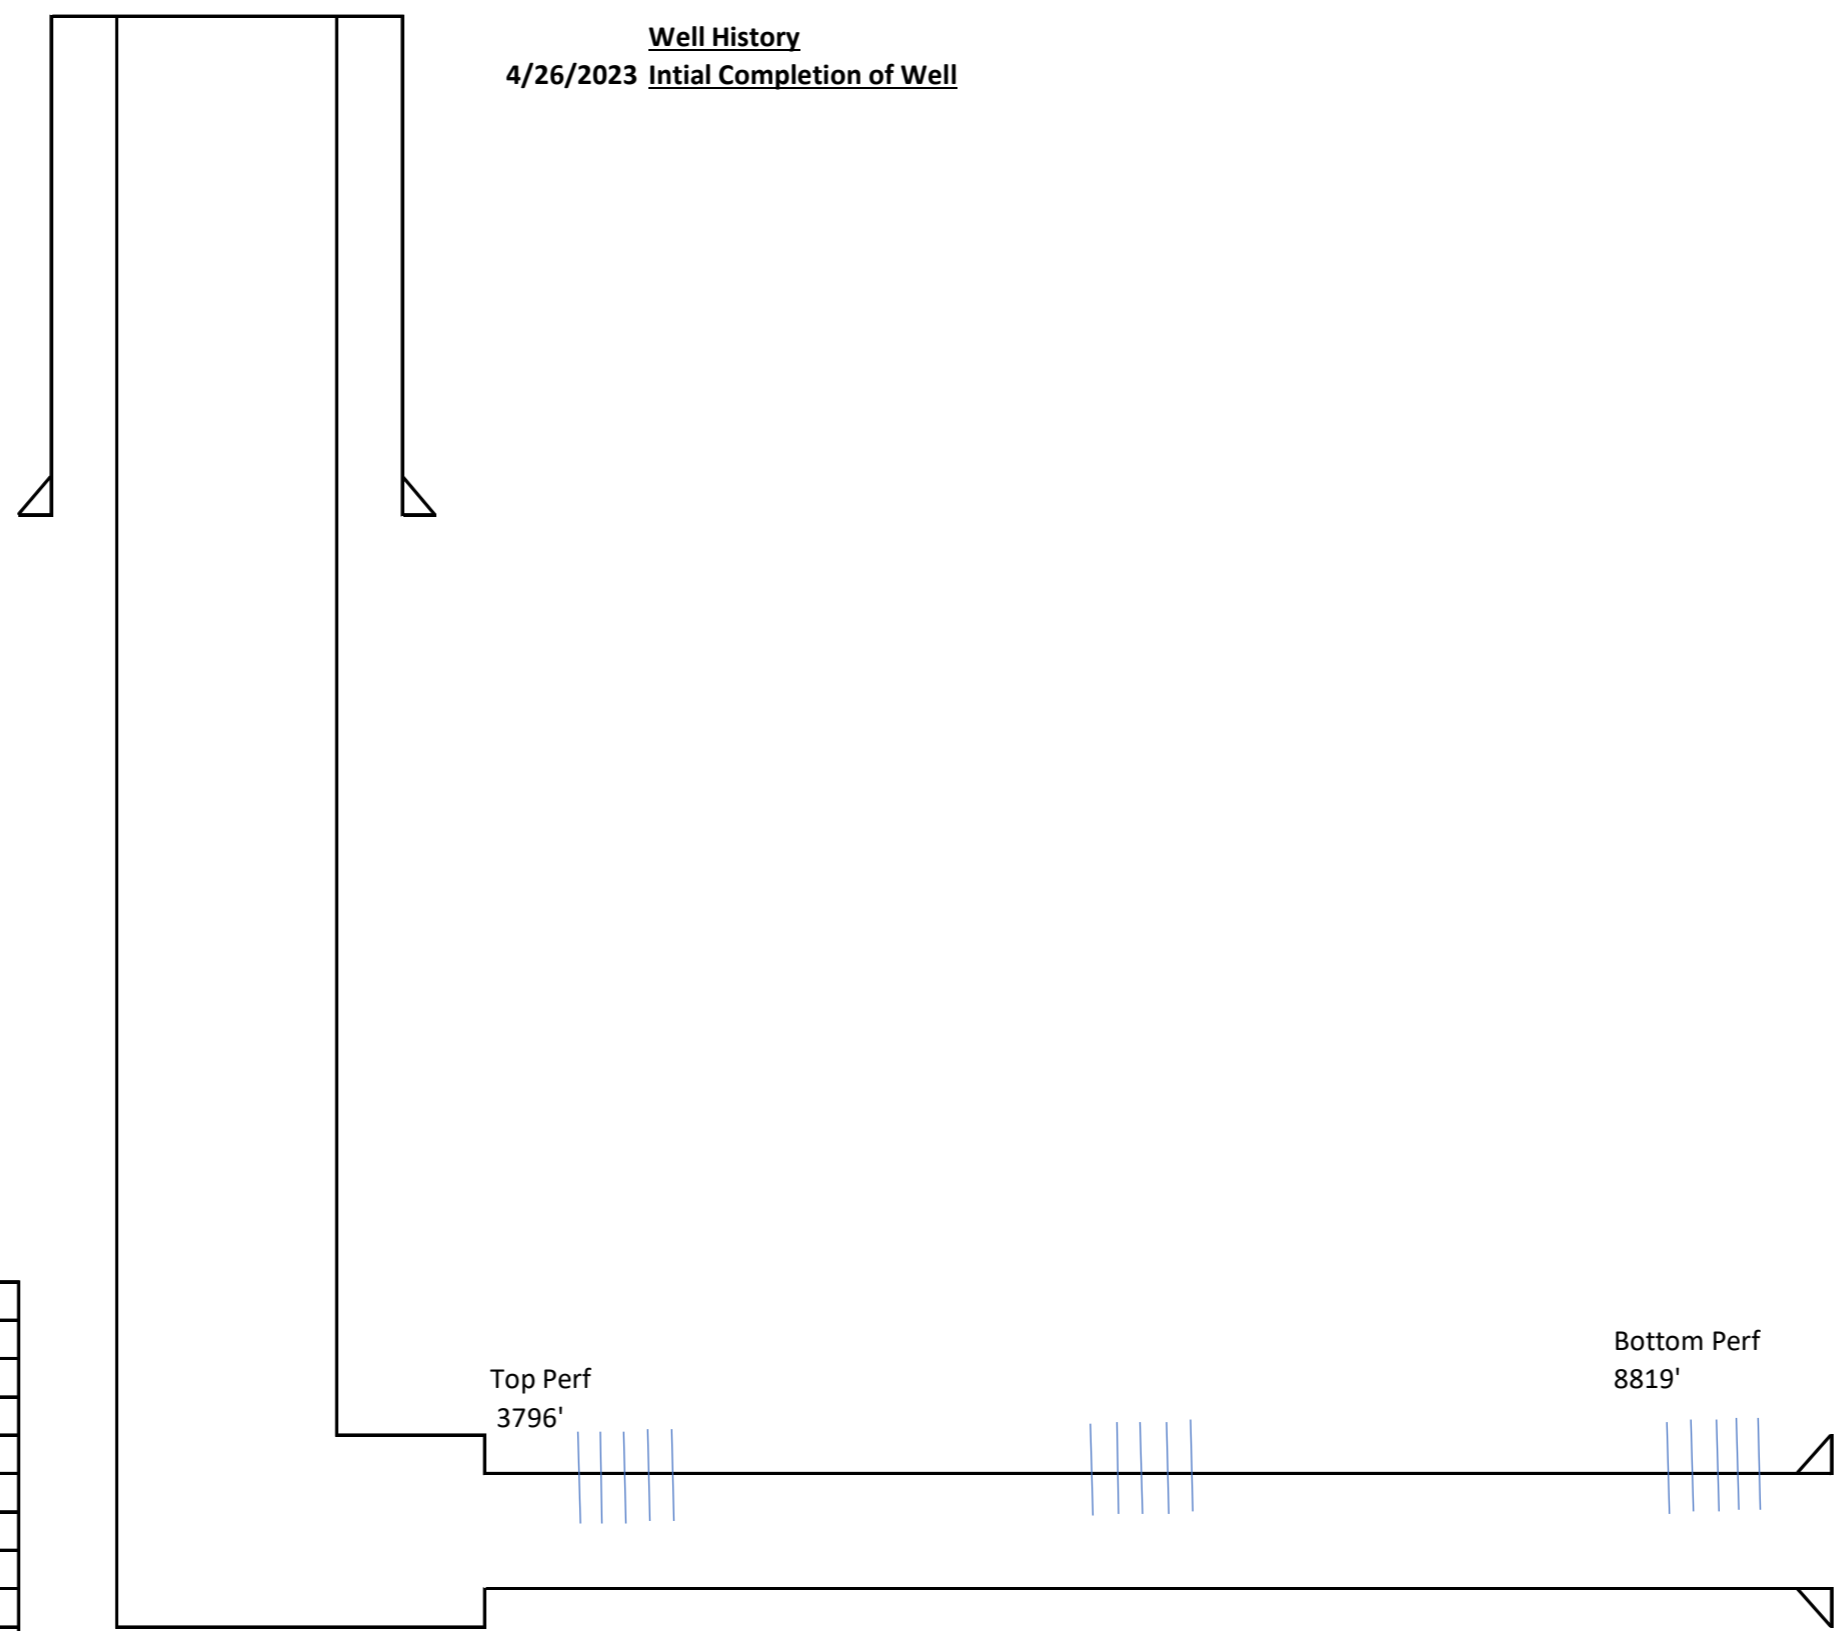 Well History
4/26/2023 Intial Completion of Well
Bottom Perf
8819'
Top Perf
3796'